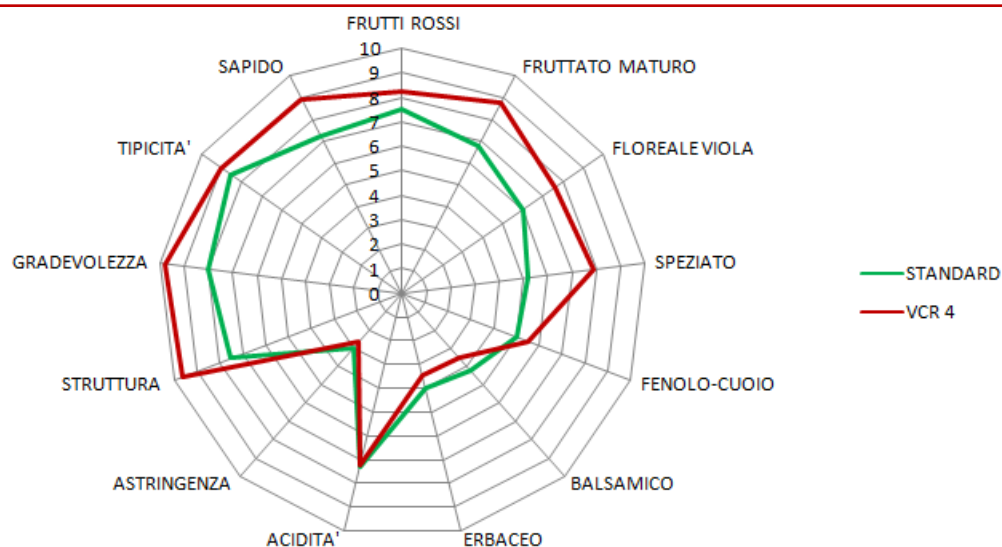 FRUTTI ROSSI
FRUTTATO MATURO
FLOREALE VIOLA
SPEZIATO
FENOLO-CUOIO
BALSAMICO
ERBACEO
ACIDITA'
ASTRINGENZA
STRUTTURA
GRADEVOLEZZA
TIPICITA'
SAPIDO
10
9
8
7
6
5
4
3
2
1
0
STANDARD
VCR 4